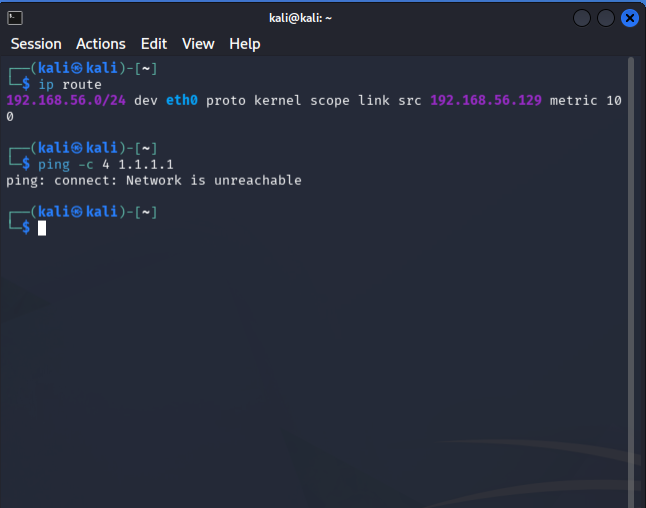 kali@kali: ~
Session Actions Edit View Help
┌──(kali㉿kali)-[~]
└─$ ip route
192.168.56.0/24 dev eth0 proto kernel scope link src 192.168.56.129 metric 10
0
┌──(kali㉿kali)-[~]
└─$ ping -c 4 1.1.1.1
ping: connect: Network is unreachable
┌──(kali㉿kali)-[~]
└─$